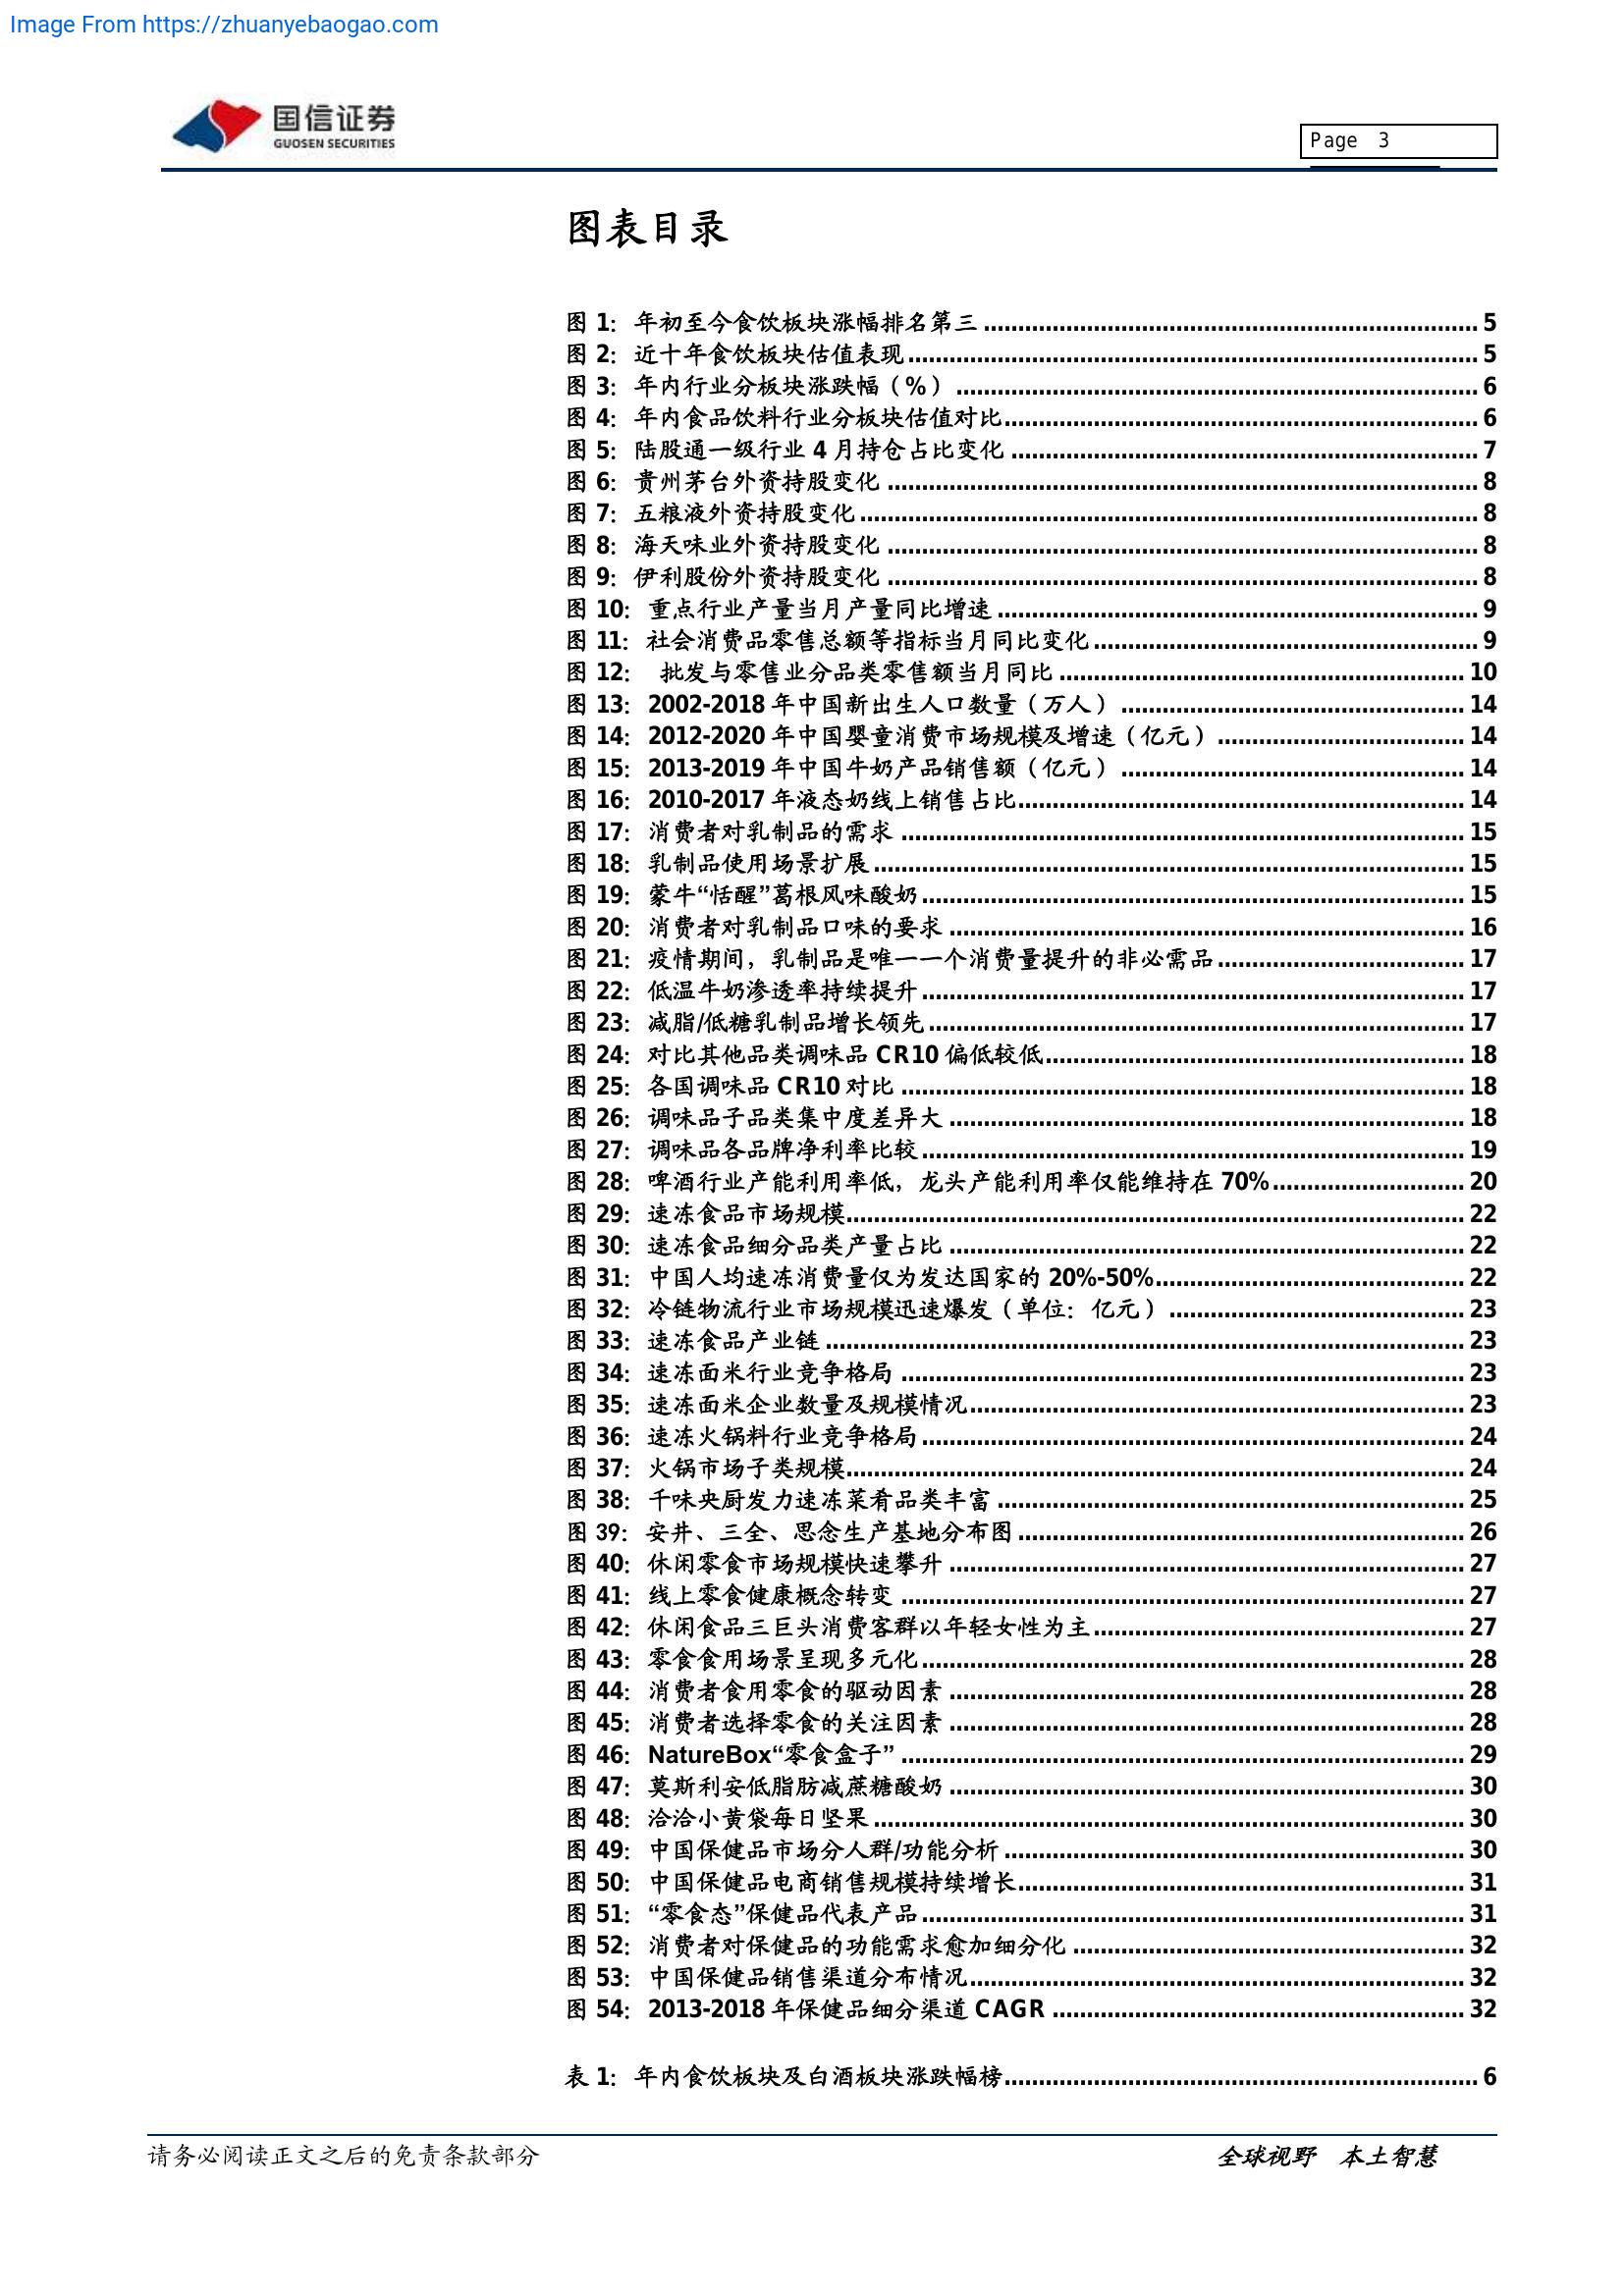 Image From https://zhuanyebaogao.com
国信证券
GUOSEN SECURITIES
Page 3
图表目录
图 1：年初至今食饮板块涨幅排名第三 5
图 2：近十年食饮板块估值表现 5
图 3：年内行业分板块涨跌幅（%） 6
图 4：年内食品饮料行业分板块估值对比 6
图 5：陆股通一级行业 4 月持仓占比变化 7
图 6：贵州茅台外资持股变化 8
图 7：五粮液外资持股变化 8
图 8：海天味业外资持股变化 8
图 9：伊利股份外资持股变化 8
图 10：重点行业产量当月产量同比增速 9
图 11：社会消费品零售总额等指标当月同比变化 9
图 12： 批发与零售业分品类零售额当月同比 10
图 13：2002-2018 年中国新出生人口数量（万人） 14
图 14：2012-2020 年中国婴童消费市场规模及增速（亿元） 14
图 15：2013-2019 年中国牛奶产品销售额（亿元） 14
图 16：2010-2017 年液态奶线上销售占比 14
图 17：消费者对乳制品的需求 15
图 18：乳制品使用场景扩展 15
图 19：蒙牛“恬醒”葛根风味酸奶 15
图 20：消费者对乳制品口味的要求 16
图 21：疫情期间，乳制品是唯一一个消费量提升的非必需品 17
图 22：低温牛奶渗透率持续提升 17
图 23：减脂/低糖乳制品增长领先 17
图 24：对比其他品类调味品 CR10 偏低较低 18
图 25：各国调味品 CR10 对比 18
图 26：调味品子品类集中度差异大 18
图 27：调味品各品牌净利率比较 19
图 28：啤酒行业产能利用率低，龙头产能利用率仅能维持在 70% 20
图 29：速冻食品市场规模 22
图 30：速冻食品细分品类产量占比 22
图 31：中国人均速冻消费量仅为发达国家的 20%-50% 22
图 32：冷链物流行业市场规模迅速爆发（单位：亿元） 23
图 33：速冻食品产业链 23
图 34：速冻面米行业竞争格局 23
图 35：速冻面米企业数量及规模情况 23
图 36：速冻火锅料行业竞争格局 24
图 37：火锅市场子类规模 24
图 38：千味央厨发力速冻菜肴品类丰富 25
图 39：安井、三全、思念生产基地分布图 26
图 40：休闲零食市场规模快速攀升 27
图 41：线上零食健康概念转变 27
图 42：休闲食品三巨头消费客群以年轻女性为主 27
图 43：零食食用场景呈现多元化 28
图 44：消费者食用零食的驱动因素 28
图 45：消费者选择零食的关注因素 28
图 46：NatureBox“零食盒子” 29
图 47：莫斯利安低脂肪减蔗糖酸奶 30
图 48：洽洽小黄袋每日坚果 30
图 49：中国保健品市场分人群/功能分析 30
图 50：中国保健品电商销售规模持续增长 31
图 51：“零食态”保健品代表产品 31
图 52：消费者对保健品的功能需求愈加细分化 32
图 53：中国保健品销售渠道分布情况 32
图 54：2013-2018 年保健品细分渠道 CAGR 32
表 1：年内食饮板块及白酒板块涨跌幅榜 6
请务必阅读正文之后的免责条款部分
全球视野 本土智慧